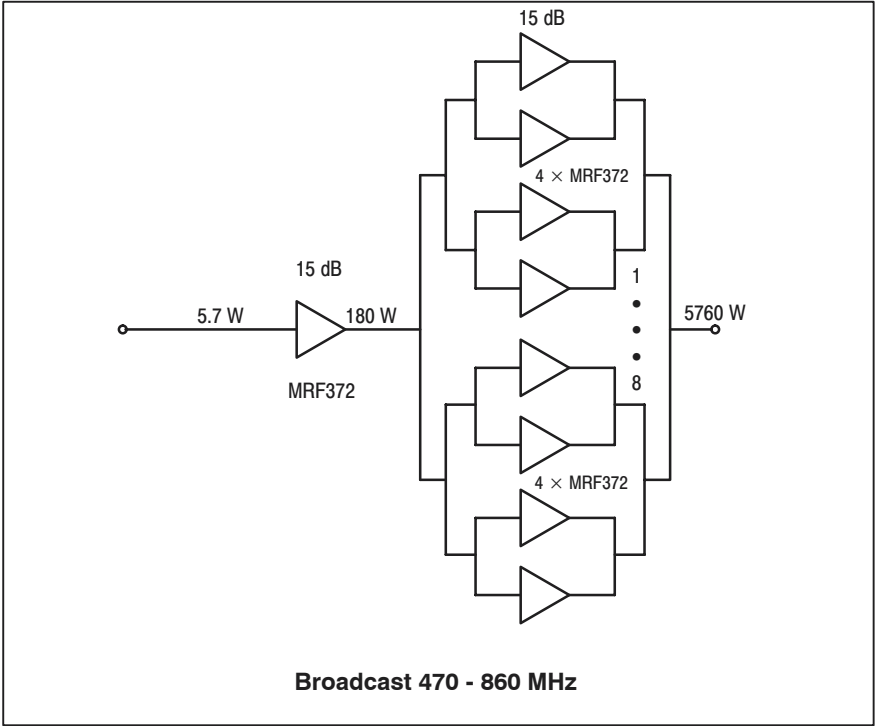 15 dB
4 × MRF372
15 dB
5.7 W
180 W
MRF372
1
8
5760 W
4 × MRF372
Broadcast 470 - 860 MHz